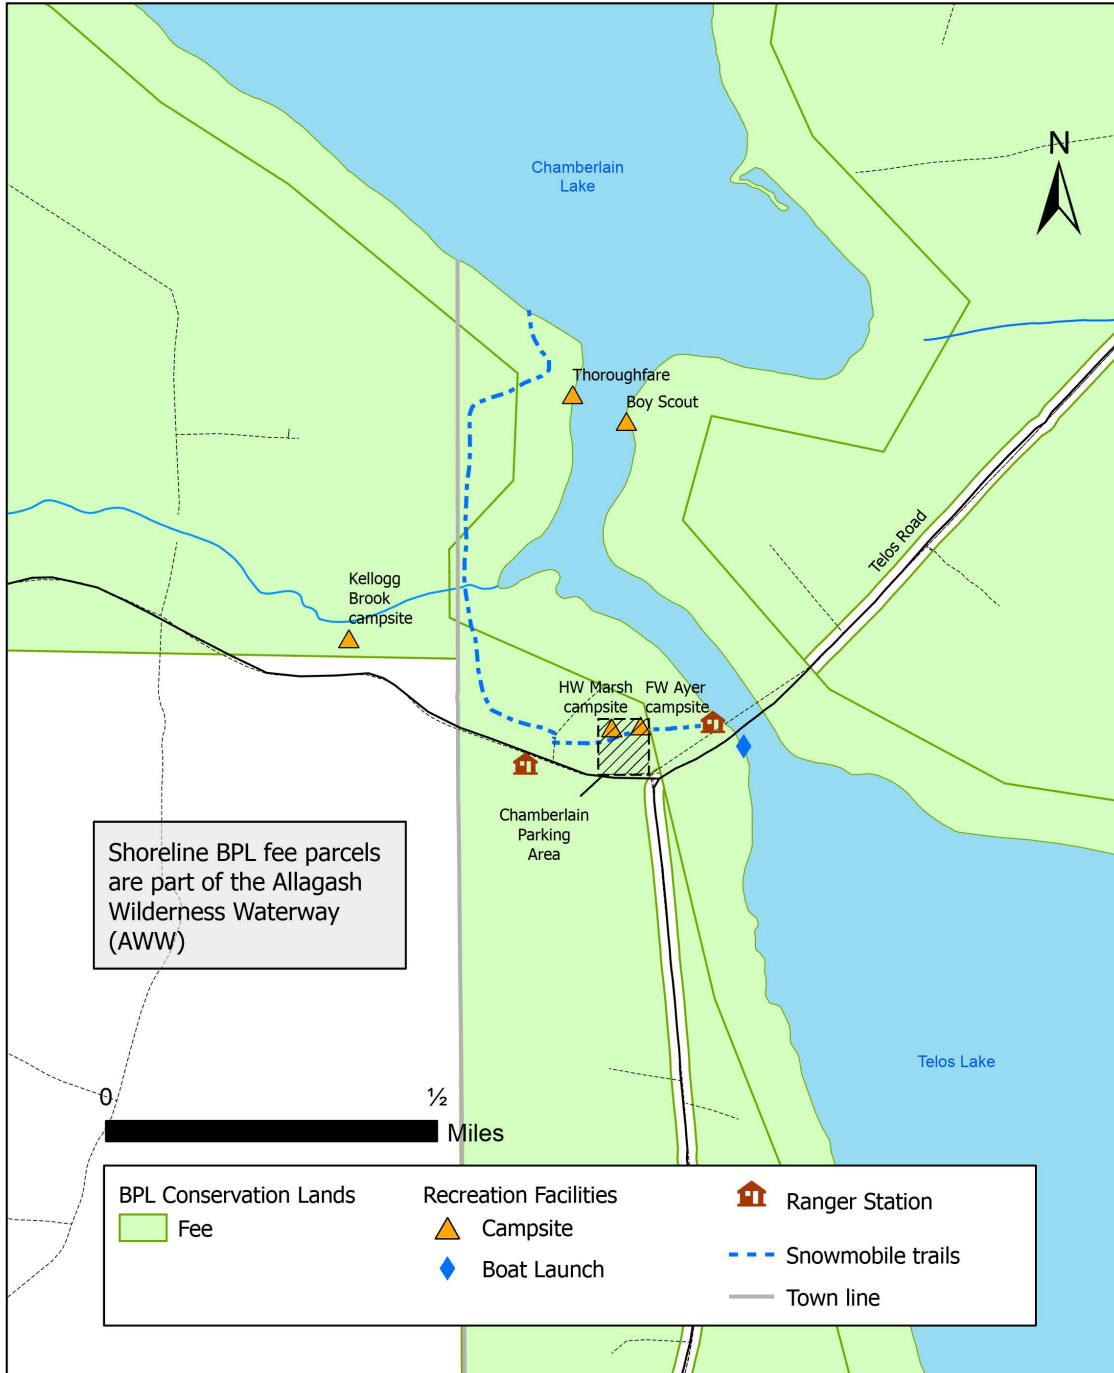 Chamberlain
Lake
N
Thoroughfare
Boy Scout
Telos Road
Kellogg
Brook
campsite
HW Marsh
campsite
FW Ayer
campsite
Chamberlain
Parking
Area
Shoreline BPL fee parcels
are part of the Allagash
Wilderness Waterway
(AWW)
Telos Lake
0 ½
Miles
BPL Conservation Lands
Fee
Recreation Facilities
Campsite
Boat Launch
Ranger Station
Snowmobile trails
Town line